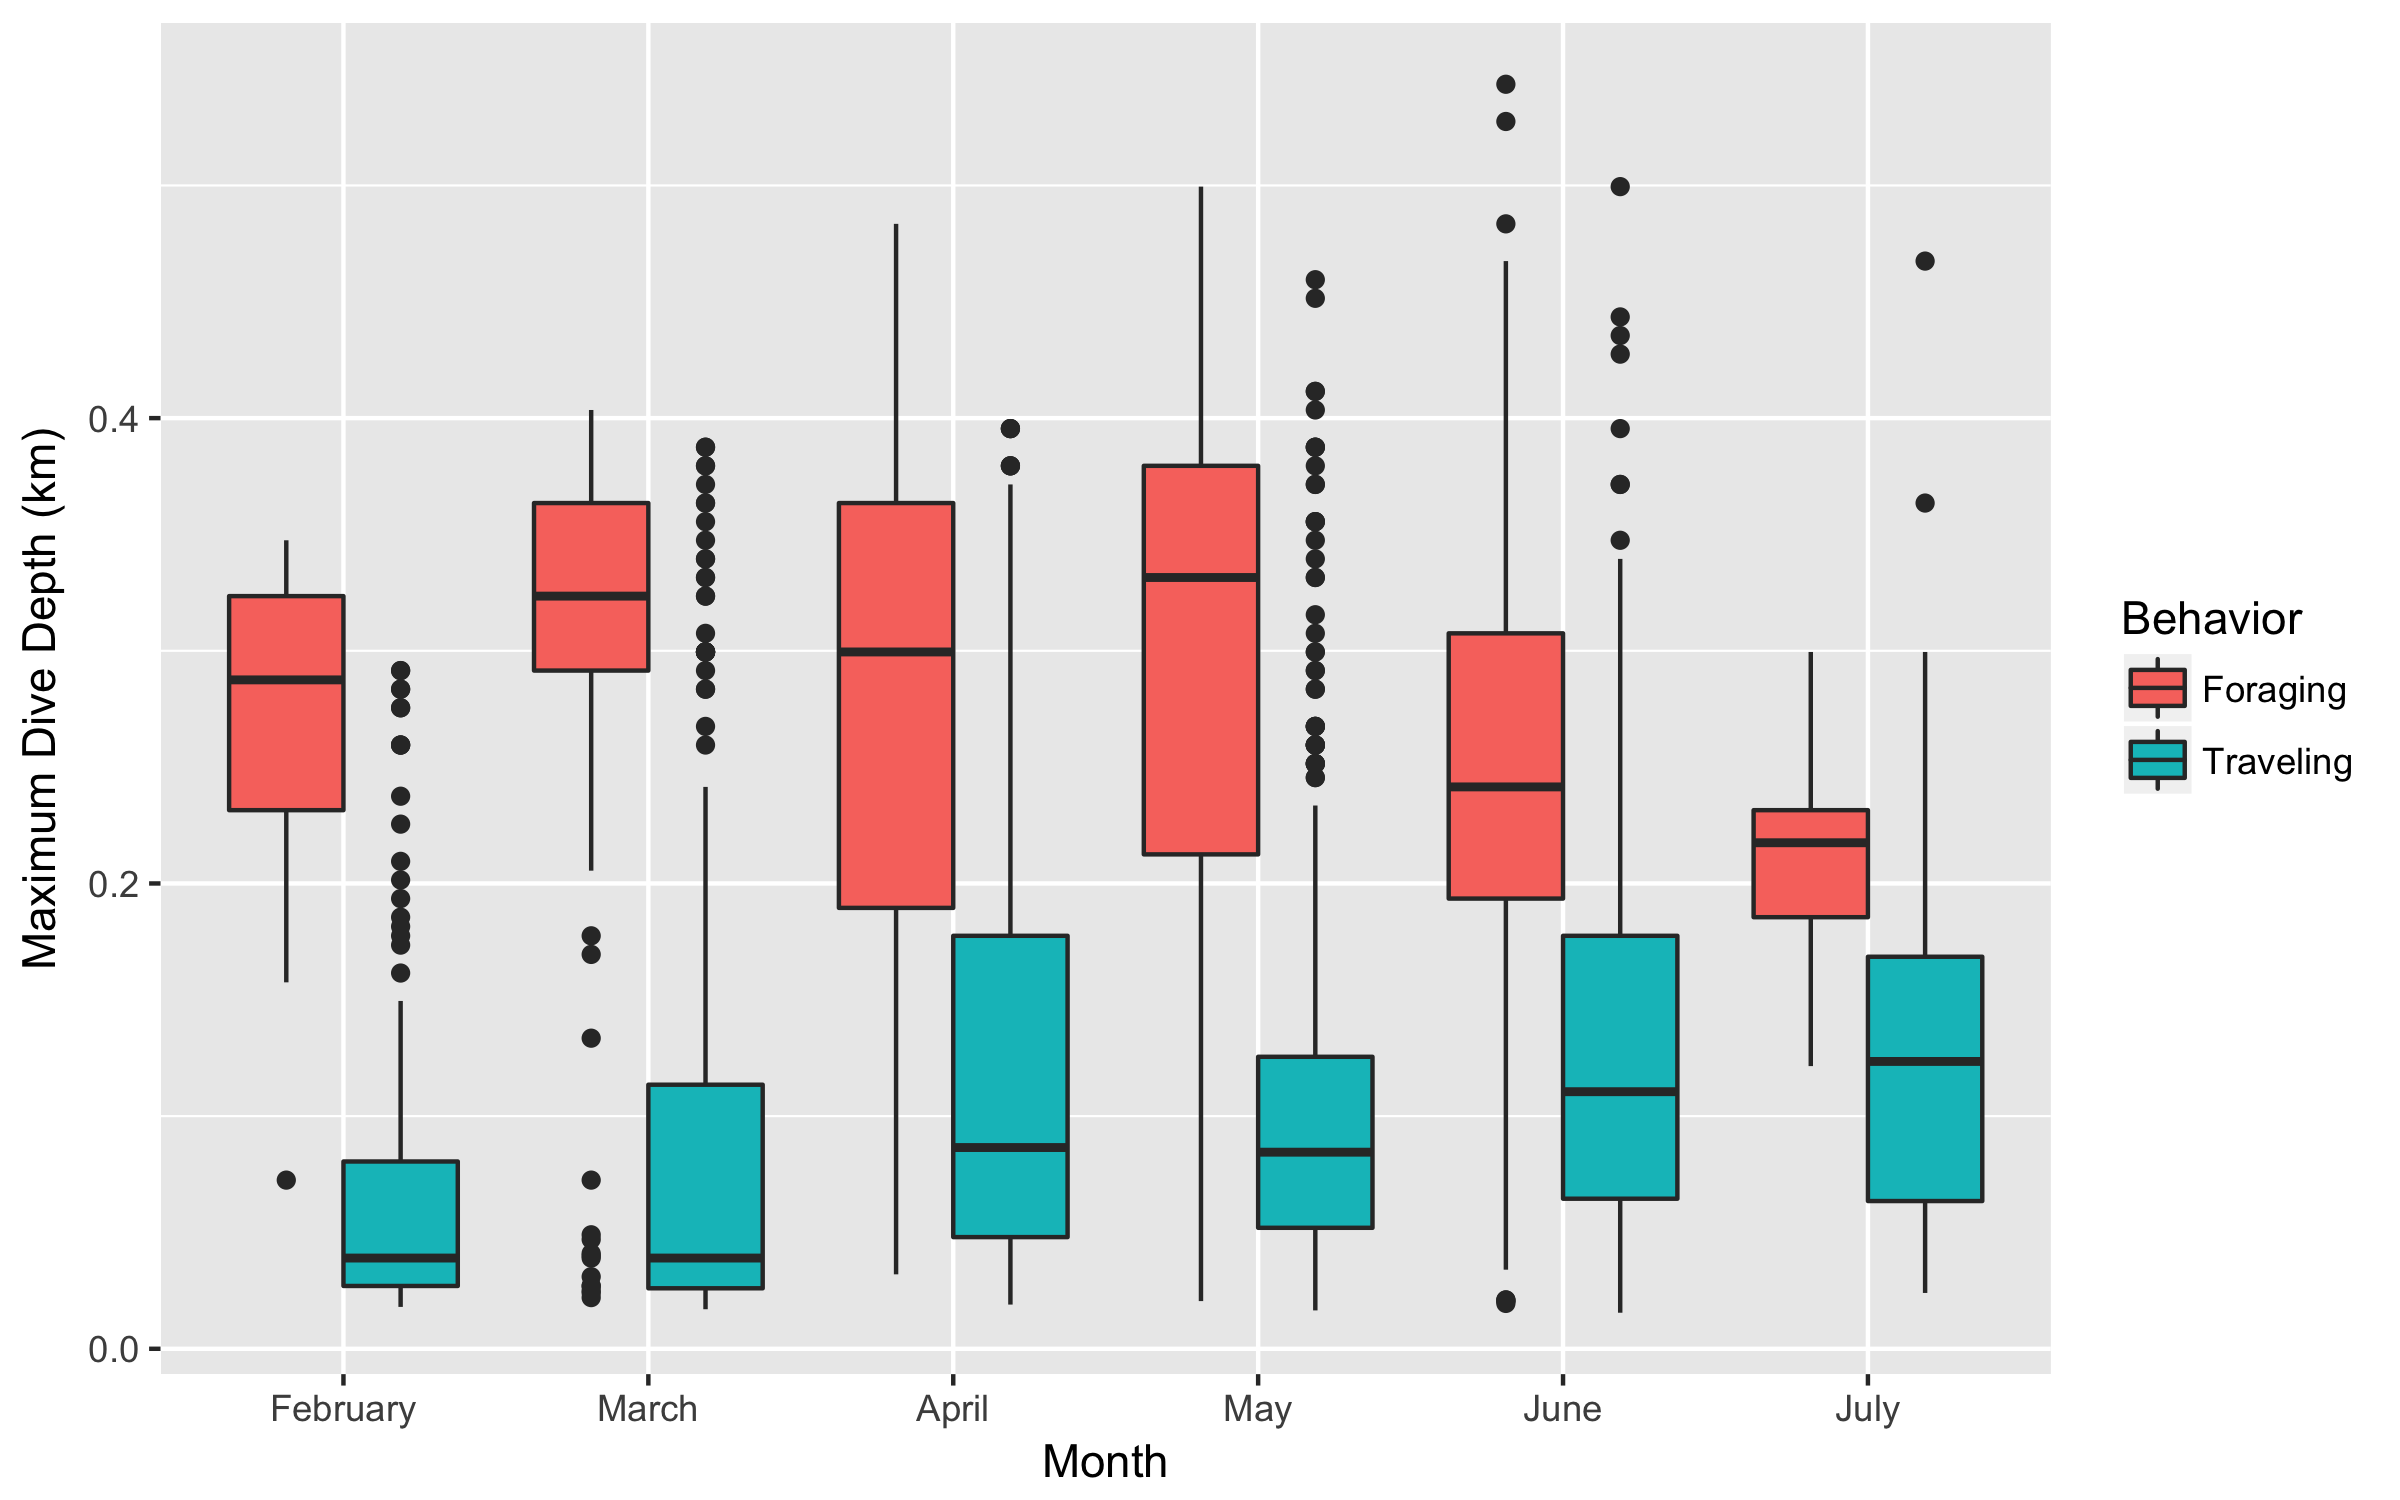 Maximum Dive Depth (km)
0.4
0.2
0.0
February March April May June July
Month
Behavior
Foraging
Traveling